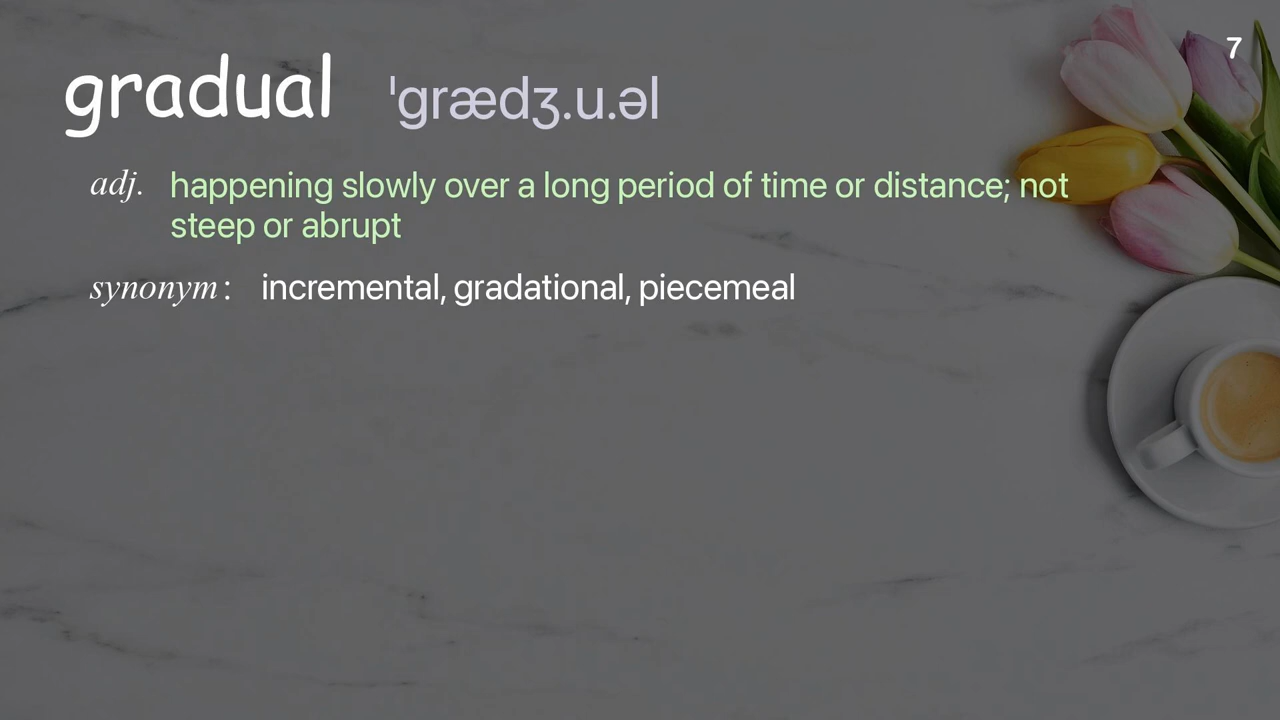 7
gradual ˈɡrædʒ.u.əl
adj. happening slowly over a long period of time or distance; not
steep or abrupt
synonym : incremental, gradational, piecemeal